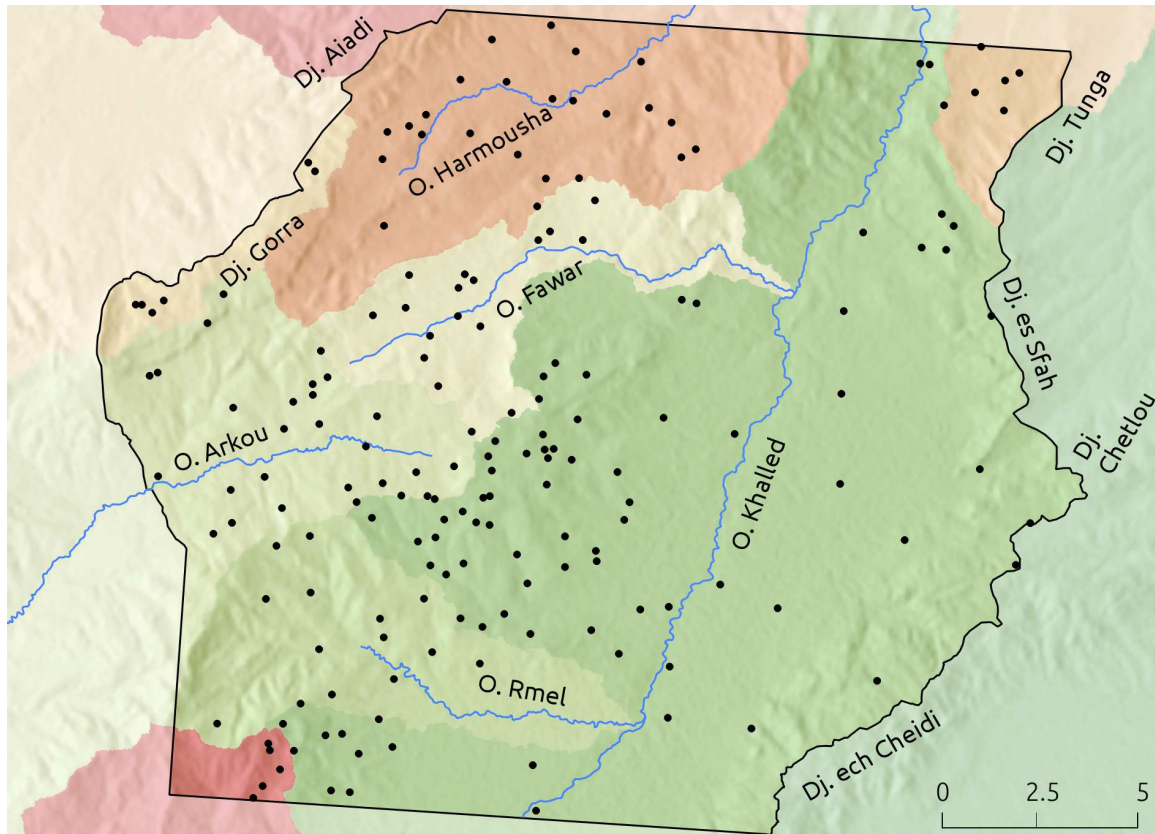 Dj. Aiadi
Dj. Tunga
O. Harmousha
Dj. Gorra
O. Fawar
Dj. es Sfah
O. Arkou
Dj.
Chetlou
O. Khalled
O. Rmel
Dj. ech Cheidi
0 2.5 5